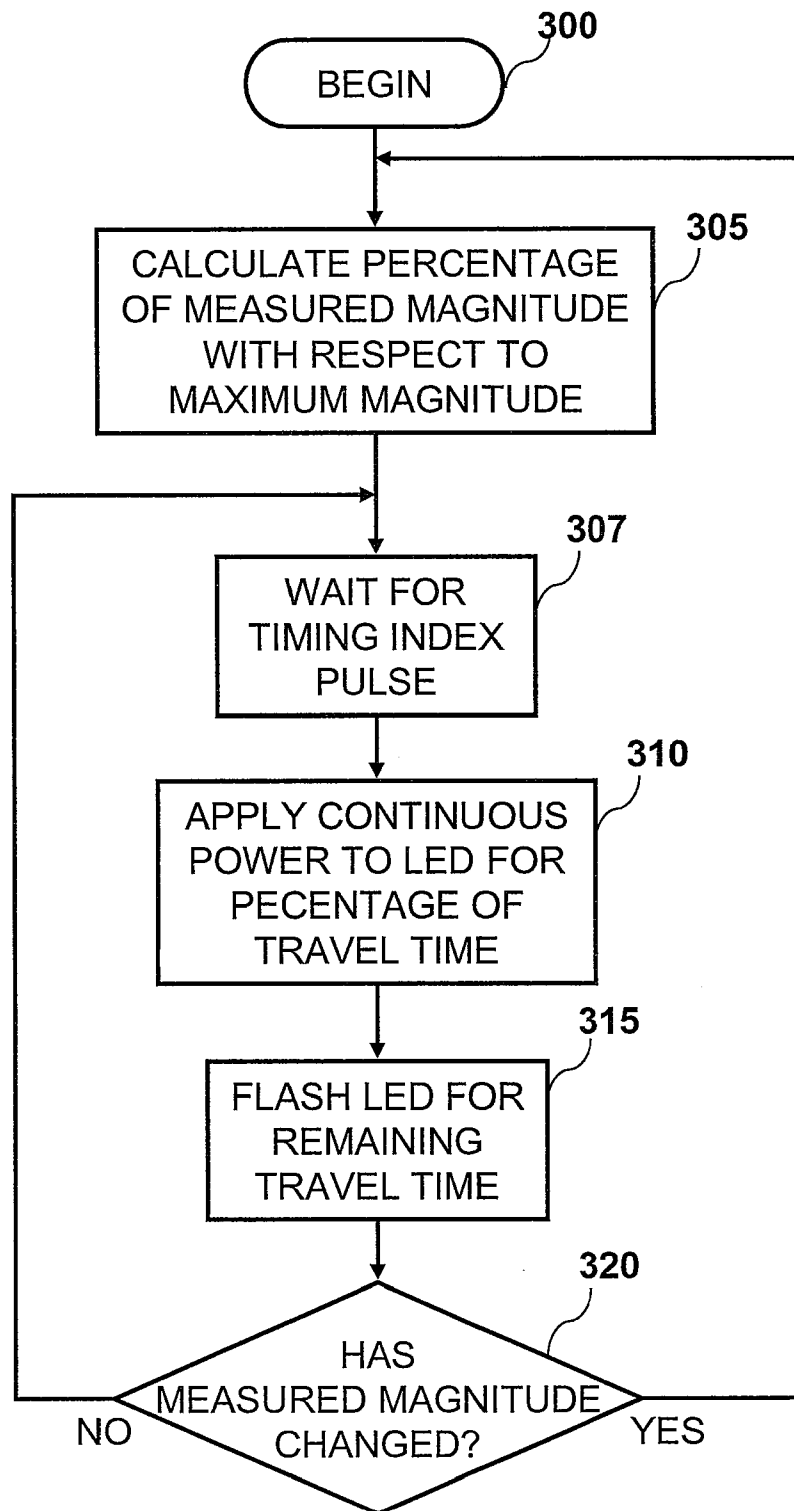 300
BEGIN
305
CALCULATE PERCENTAGE
OF MEASURED MAGNITUDE
WITH RESPECT TO
MAXIMUM MAGNITUDE
307
WAIT FOR
TIMING INDEX
PULSE
310
APPLY CONTINUOUS
POWER TO LED FOR
PECENTAGE OF
TRAVEL TIME
315
FLASH LED FOR
REMAINING
TRAVEL TIME
320
HAS
MEASURED MAGNITUDE
CHANGED?
NO
YES